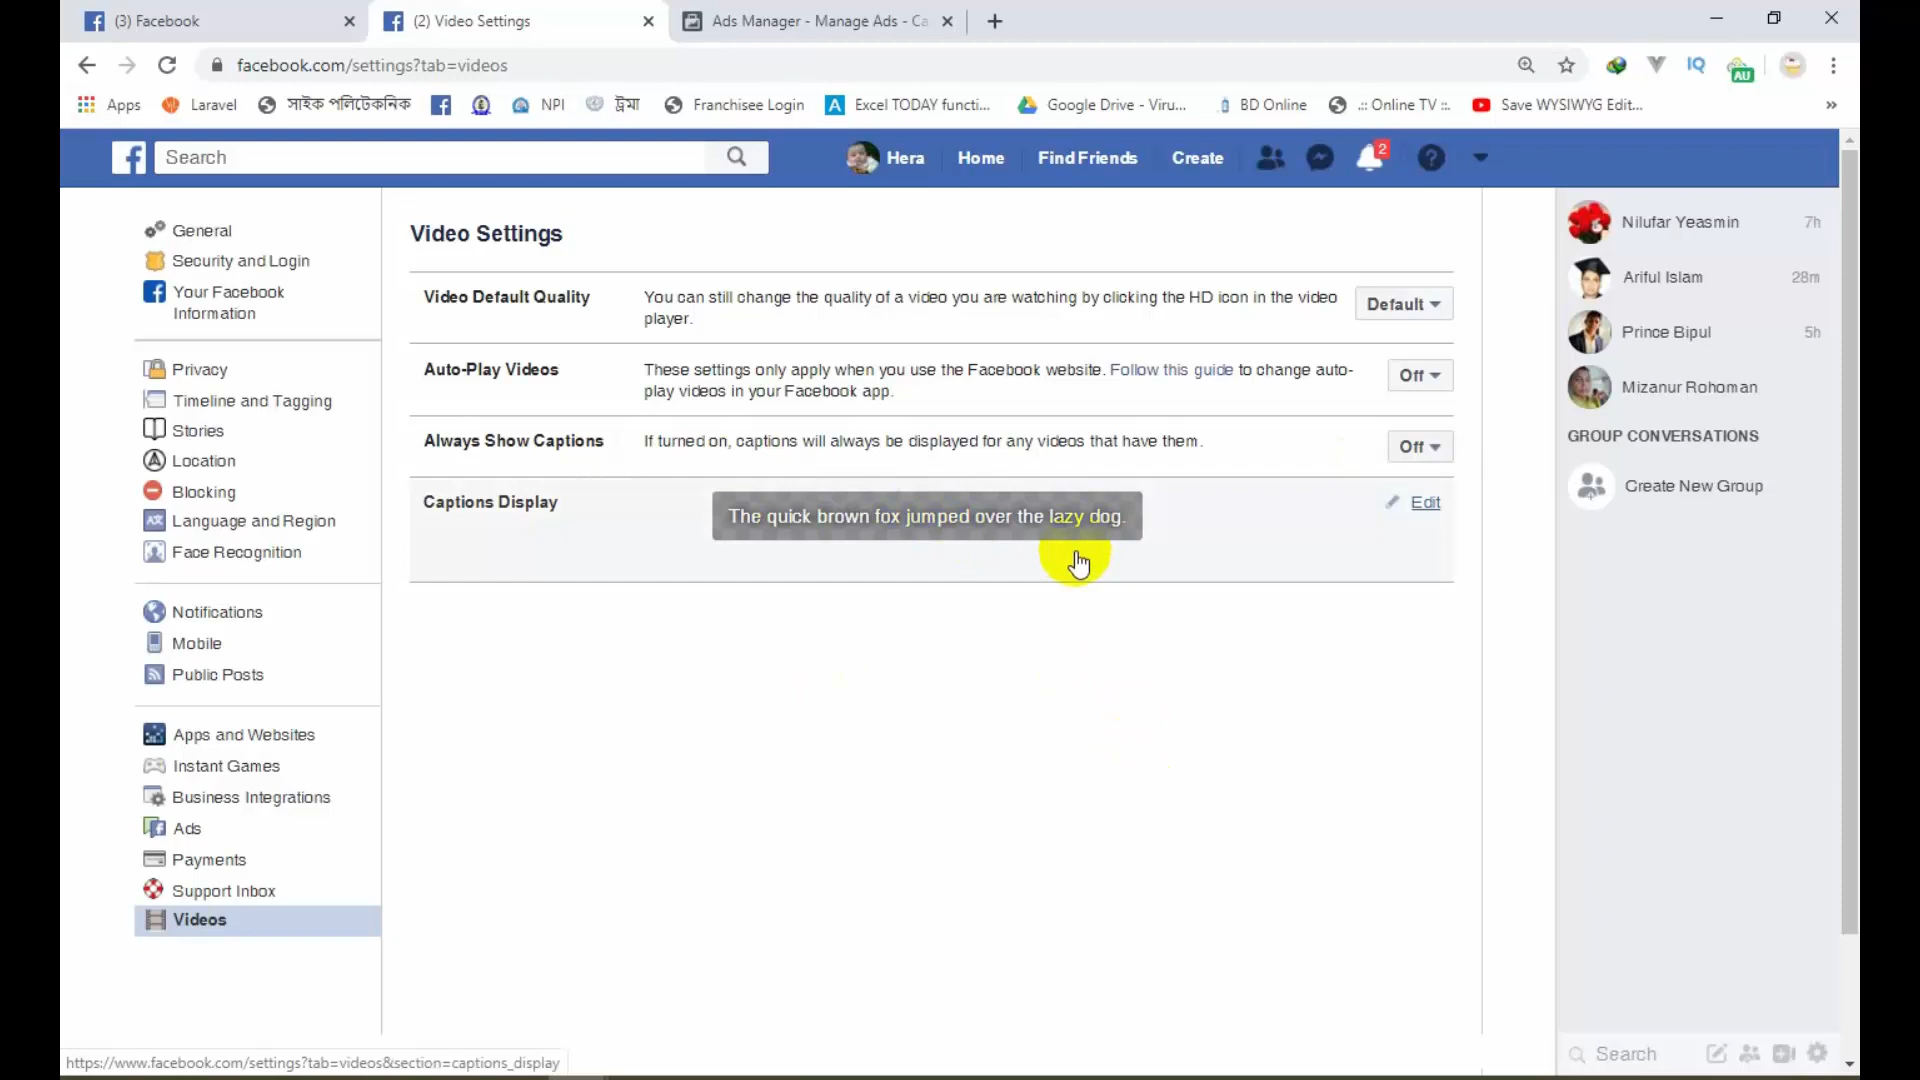 (3) Facebook
(2) Video Settings
Ads Manager - Manage Ads - Ca
facebook.com/settings?tab=videos
IQ
AU
Apps
Laravel
সাইক পলিটেকনিক
NPI
ট্রমা
Franchisee Login
Excel TODAY functi...
Google Drive - Viru...
BD Online
.:: Online TV ::.
Save WYSIWYG Edit...
»
Search
Hera
Home
Find Friends
Create
2
General
Security and Login
Your Facebook
Information
Privacy
Timeline and Tagging
Stories
Location
Blocking
Language and Region
Face Recognition
Notifications
Mobile
Public Posts
Apps and Websites
Instant Games
Business Integrations
Ads
Payments
Support Inbox
Videos
Video Settings
Video Default Quality
You can still change the quality of a video you are watching by clicking the HD icon in the video
player.
Default
Auto-Play Videos
These settings only apply when you use the Facebook website. Follow this guide to change auto-
play videos in your Facebook app.
Off
Always Show Captions
If turned on, captions will always be displayed for any videos that have them.
Off
Captions Display
The quick brown fox jumped over the lazy dog.
Edit
Nilufar Yeasmin 7h
Ariful Islam 28m
Prince Bipul 5h
Mizanur Rohoman
GROUP CONVERSATIONS
Create New Group
Search
https://www.facebook.com/settings?tab=videos&section=captions_display